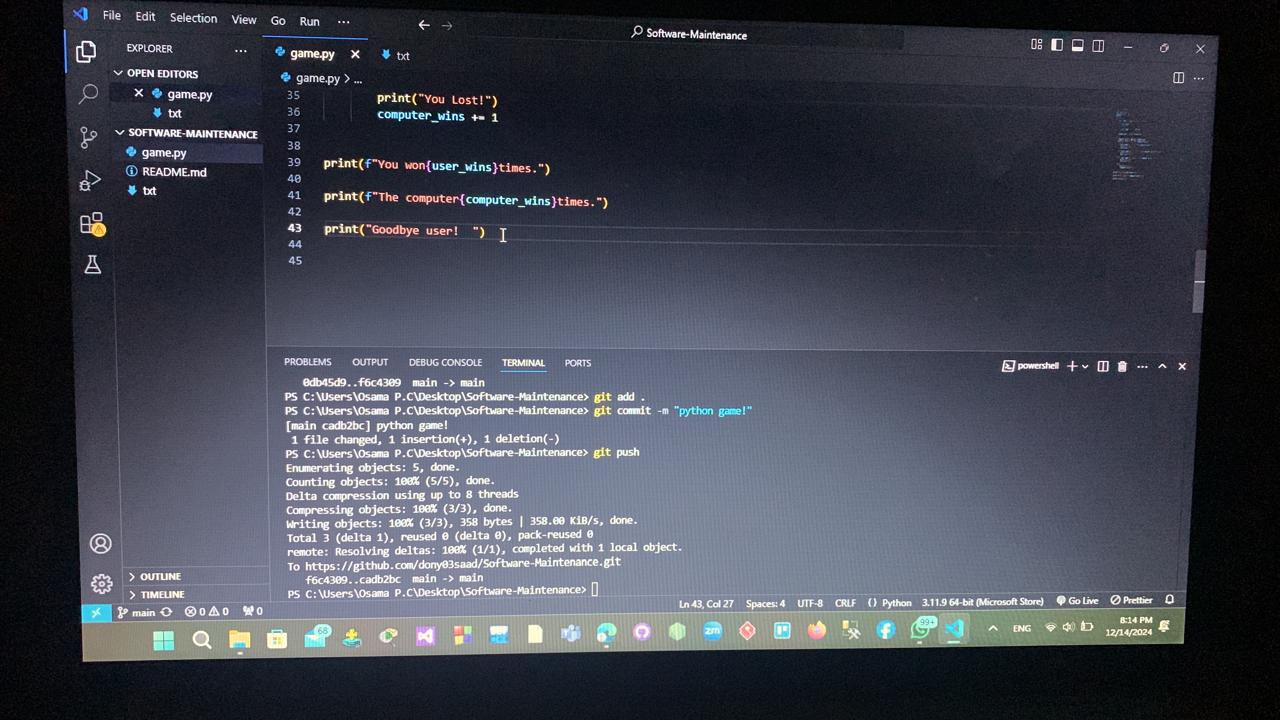 File Edit Selection View Go Run ...
Software-Maintenance
EXPLORER
OPEN EDITORS
game.py
txt
SOFTWARE-MAINTENANCE
game.py
README.md
txt
OUTLINE
TIMELINE
game.py
txt
game.py > ...
35 print("You Lost!")
36 computer_wins += 1
37
38
39 print(f"You won{user_wins}times.")
40
41 print(f"The computer{computer_wins}times.")
42
43 print("Goodbye user!  ")
44
45
PROBLEMS OUTPUT DEBUG CONSOLE TERMINAL PORTS
powershell
0db45d9..f6c4309 main -> main
PS C:\Users\Osama P.C\Desktop\Software-Maintenance> git add .
PS C:\Users\Osama P.C\Desktop\Software-Maintenance> git commit -m "python game!"
[main cadb2bc] python game!
1 file changed, 1 insertion(+), 1 deletion(-)
PS C:\Users\Osama P.C\Desktop\Software-Maintenance> git push
Enumerating objects: 5, done.
Counting objects: 100% (5/5), done.
Delta compression using up to 8 threads
Compressing objects: 100% (3/3), done.
Writing objects: 100% (3/3), 358 bytes | 358.00 KiB/s, done.
Total 3 (delta 1), reused 0 (delta 0), pack-reused 0
remote: Resolving deltas: 100% (1/1), completed with 1 local object.
To https://github.com/dony03saad/Software-Maintenance.git
f6c4309..cadb2bc main -> main
PS C:\Users\Osama P.C\Desktop\Software-Maintenance>
main 0 0 0 Ln 43, Col 27 Spaces: 4 UTF-8 CRLF {} Python 3.11.9 64-bit (Microsoft Store) Go Live Prettier
68
zm
99+
ENG
8:14 PM
12/14/2024